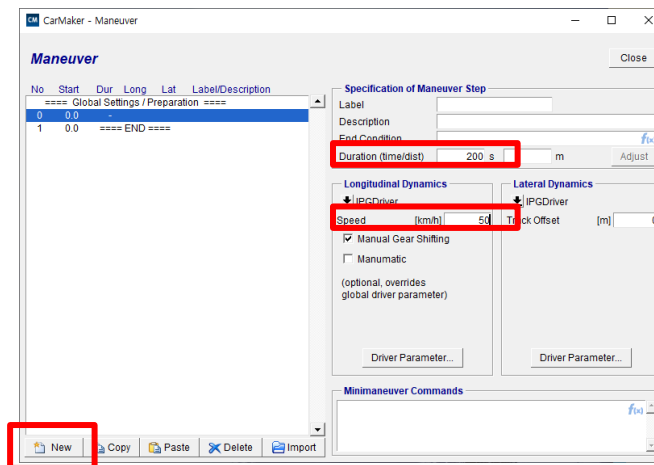 CM CarMaker - Maneuver
Maneuver
Close
No Start Dur Long Lat Label/Description
==== Global Settings / Preparation ====
0 0.0 -
1 0.0 ==== END ====
New Copy Paste Delete Import
Specification of Maneuver Step
Label
Description
End Condition f(x)
Duration (time/dist) 200 s m Adjust
Longitudinal Dynamics
IPGDriver
Speed [km/h] 50
Manual Gear Shifting
Manumatic
(optional, overrides
global driver parameter)
Driver Parameter...
Lateral Dynamics
IPGDriver
Track Offset [m] 0
Driver Parameter...
Minimaneuver Commands
f(x)